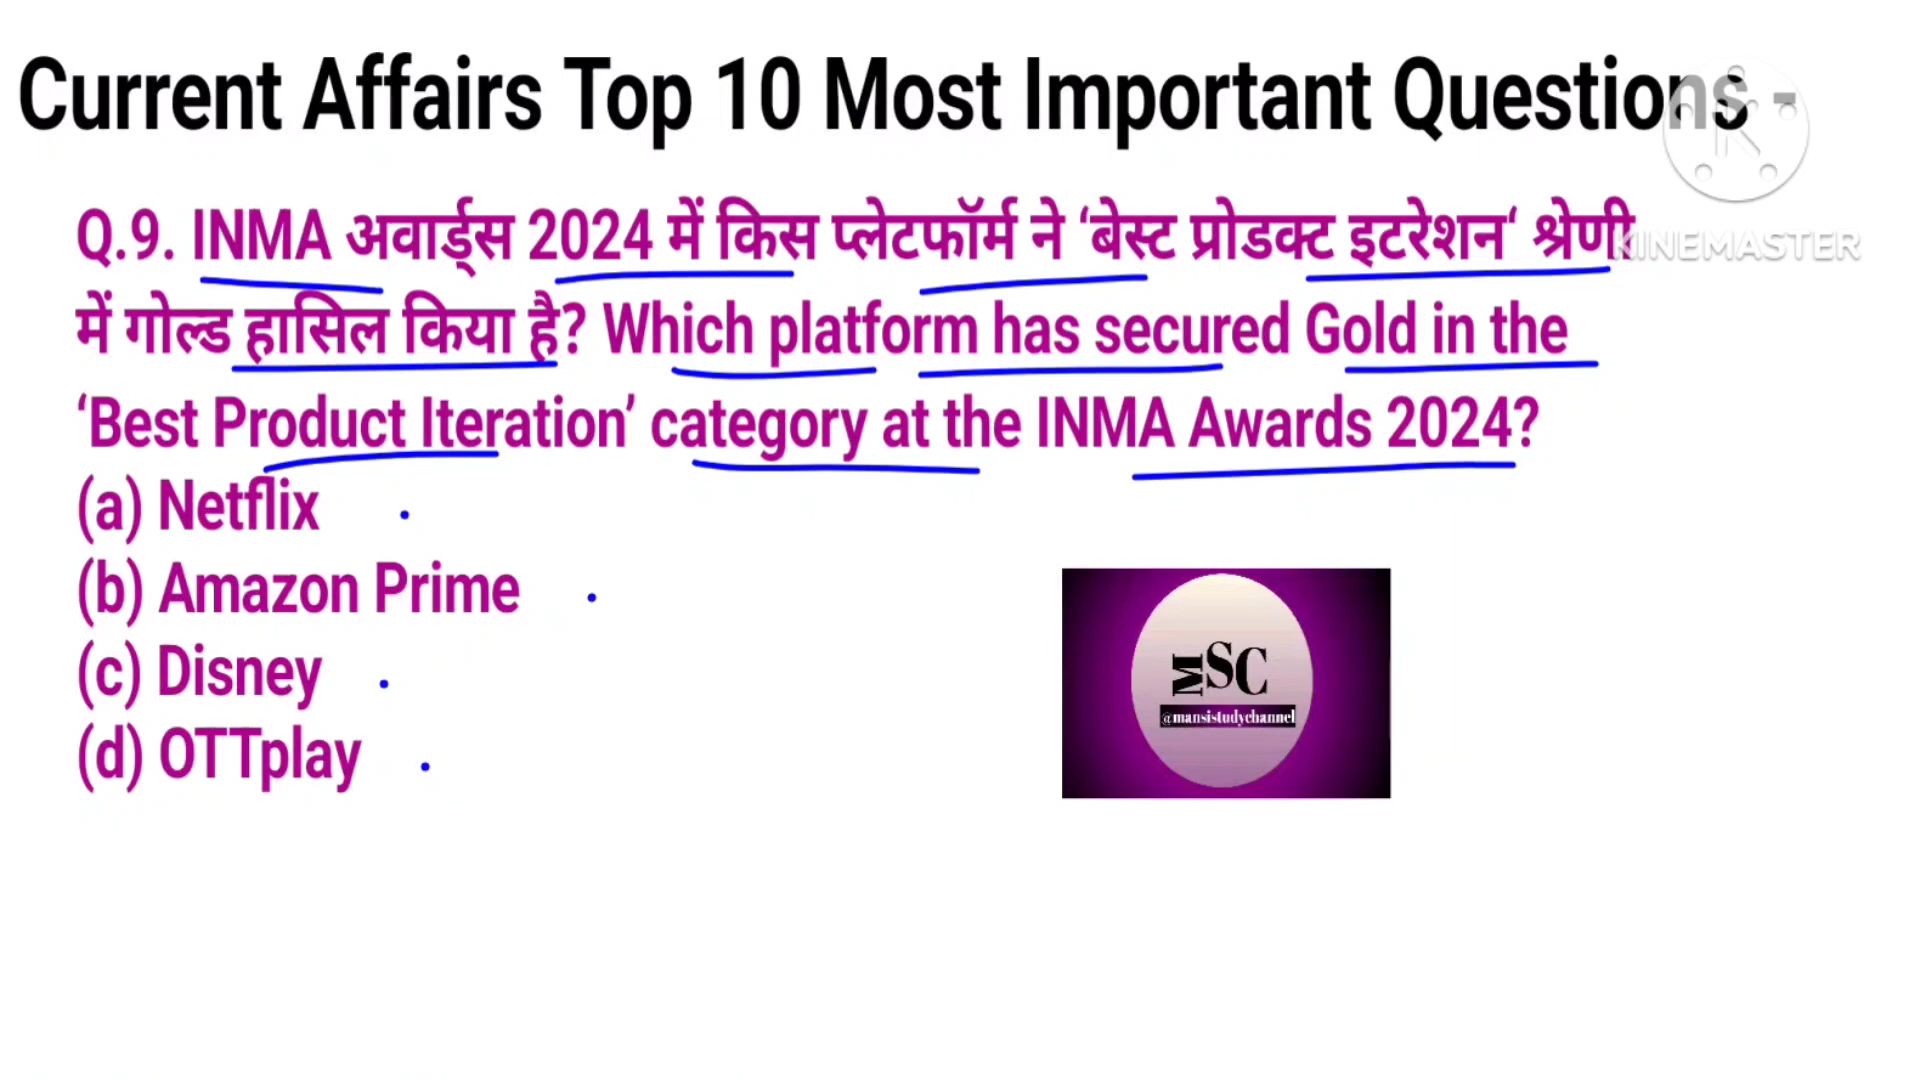 Current Affairs Top 10 Most Important Questions -
Q.9. INMA अवार्ड्स 2024 में किस प्लेटफॉर्म ने ‘बेस्ट प्रोडक्ट इटरेशन‘ श्रेणी
में गोल्ड हासिल किया है? Which platform has secured Gold in the
‘Best Product Iteration’ category at the INMA Awards 2024?
(a) Netflix
(b) Amazon Prime
(c) Disney
(d) OTTplay
K
KINEMASTER
MSC
@mansistudychannel